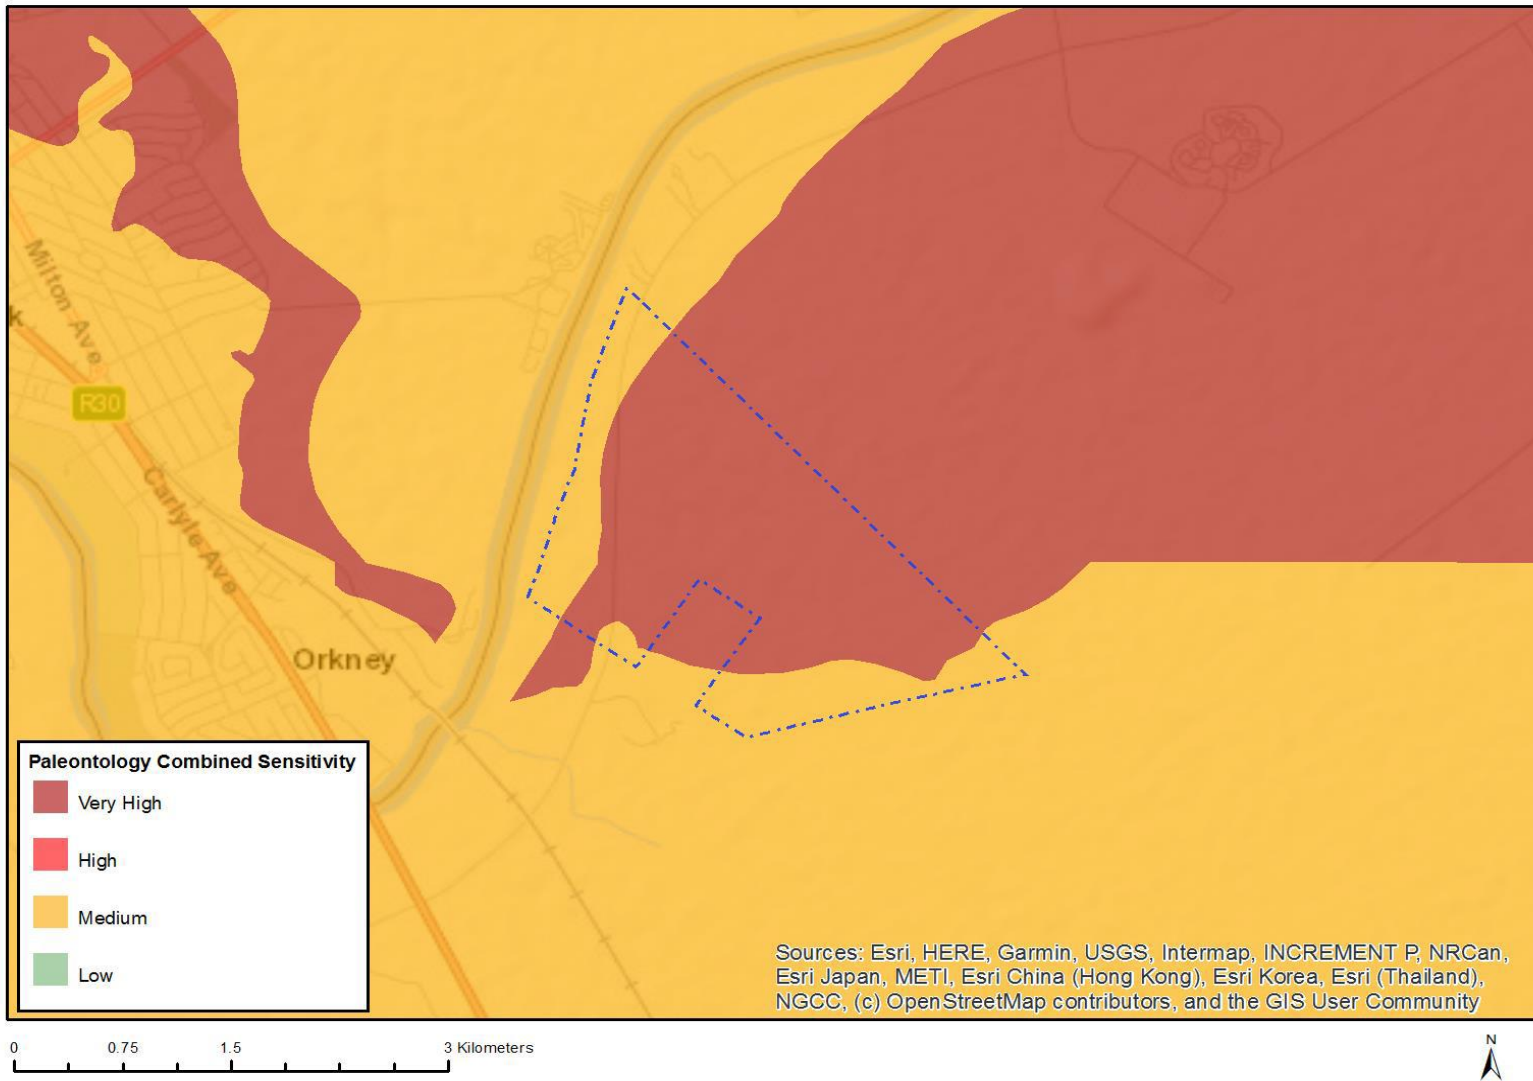 Milton Ave
k
R30
Carlyle Ave
Orkney
Paleontology Combined Sensitivity
Very High
High
Medium
Low
Sources: Esri, HERE, Garmin, USGS, Intermap, INCREMENT P, NRCan,
Esri Japan, METI, Esri China (Hong Kong), Esri Korea, Esri (Thailand),
NGCC, (c) OpenStreetMap contributors, and the GIS User Community
0 0.75 1.5 3 Kilometers
N